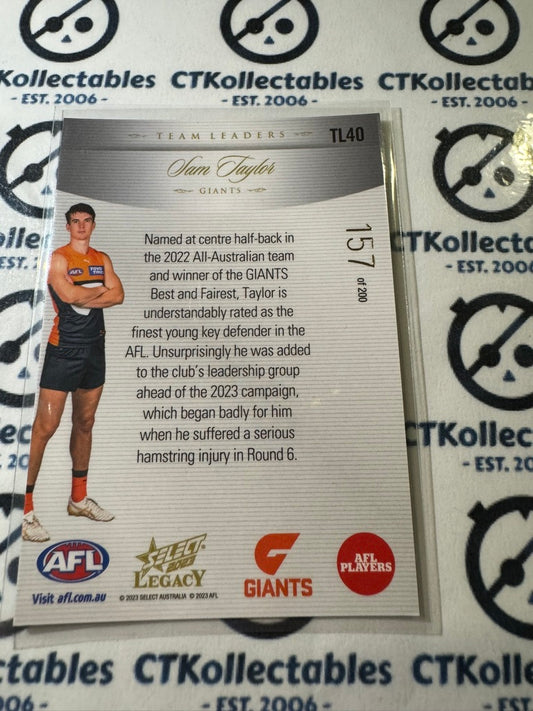 CTKollectables CTKollectables CTKollectables
- EST. 2006 - - EST. 2006 - - EST. 2006 -
TEAM LEADERS TL40
Sam Taylor
GIANTS
157 of 200
Named at centre half-back in
the 2022 All-Australian team
and winner of the GIANTS
Best and Fairest, Taylor is
understandably rated as the
finest young key defender in the
AFL. Unsurprisingly he was added
to the club's leadership group
ahead of the 2023 campaign,
which began badly for him
when he suffered a serious
hamstring injury in Round 6.
AFL
SELECT
2023
LEGACY
GIANTS
AFL
PLAYERS
Visit afl.com.au
© 2023 SELECT AUSTRALIA © 2023 AFL
ctables CTKollectables CTKolle
006 - - EST. 2006 - - EST. 20